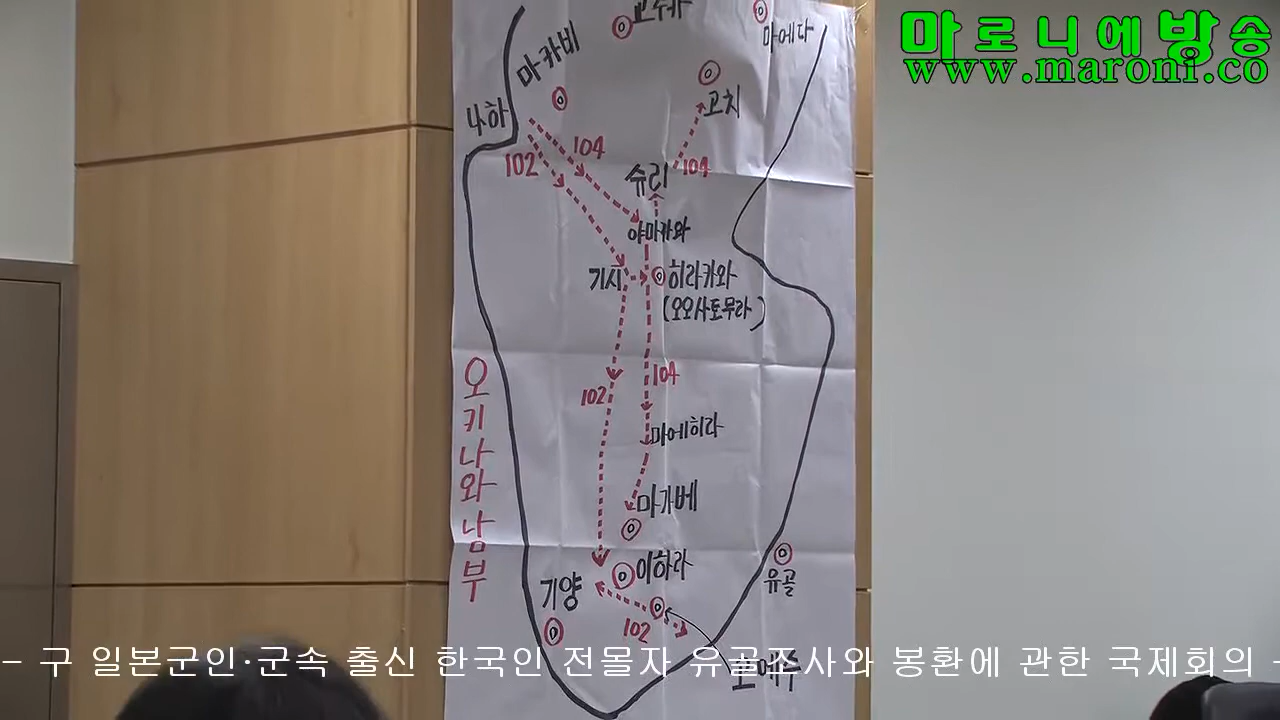 마로니에방송
www.maroni.co
마에다
마카비
고치
나하
104
102
104
슈리
야마카와
기시
히라카와
(오오사토무라)
오키나와 남부
104
102
마에히라
마가베
이하라
유골
기양
102
- 구 일본군인·군속 출신 한국인 전몰자 유골조사와 봉환에 관한 국제회의 -